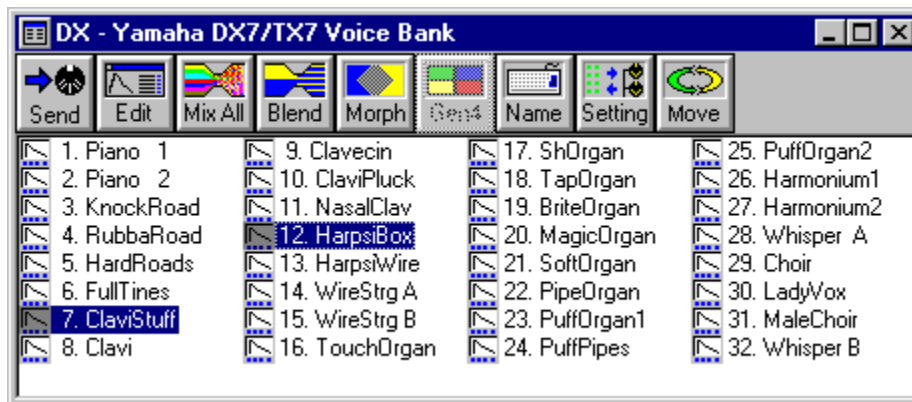 DX - Yamaha DX7/TX7 Voice Bank
Send Edit Mix All Blend Morph Gen4 Name Setting Move
1. Piano 1
2. Piano 2
3. KnockRoad
4. RubbaRoad
5. HardRoads
6. FullTines
7. ClaviStuff
8. Clavi
9. Clavecin
10. ClaviPluck
11. NasalClav
12. HarpsiBox
13. HarpsiWire
14. WireStrg A
15. WireStrg B
16. TouchOrgan
17. ShOrgan
18. TapOrgan
19. BriteOrgan
20. MagicOrgan
21. SoftOrgan
22. PipeOrgan
23. PuffOrgan1
24. PuffPipes
25. PuffOrgan2
26. Harmonium1
27. Harmonium2
28. Whisper A
29. Choir
30. LadyVox
31. MaleChoir
32. Whisper B